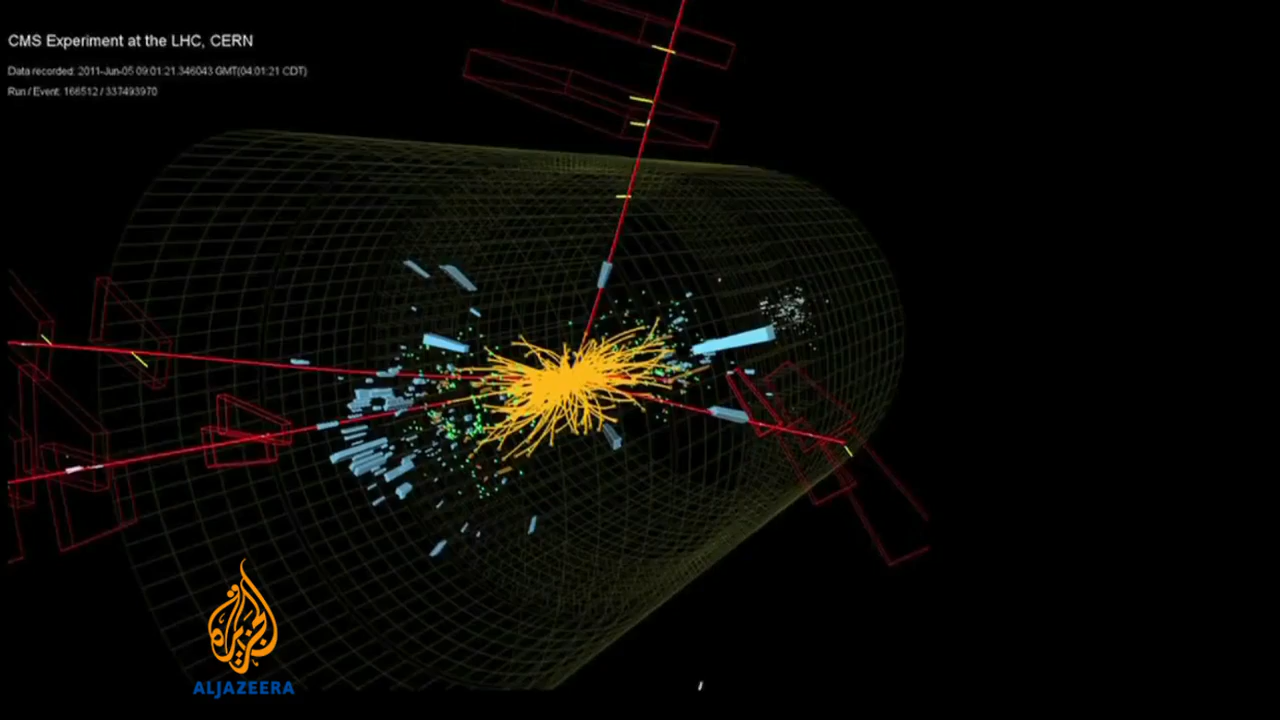 CMS Experiment at the LHC, CERN
Data recorded: 2011-Jun-05 09:01:21.346043 GMT(04:01:21 CDT)
Run / Event: 166512 / 337493970
الجزيرة
ALJAZEERA